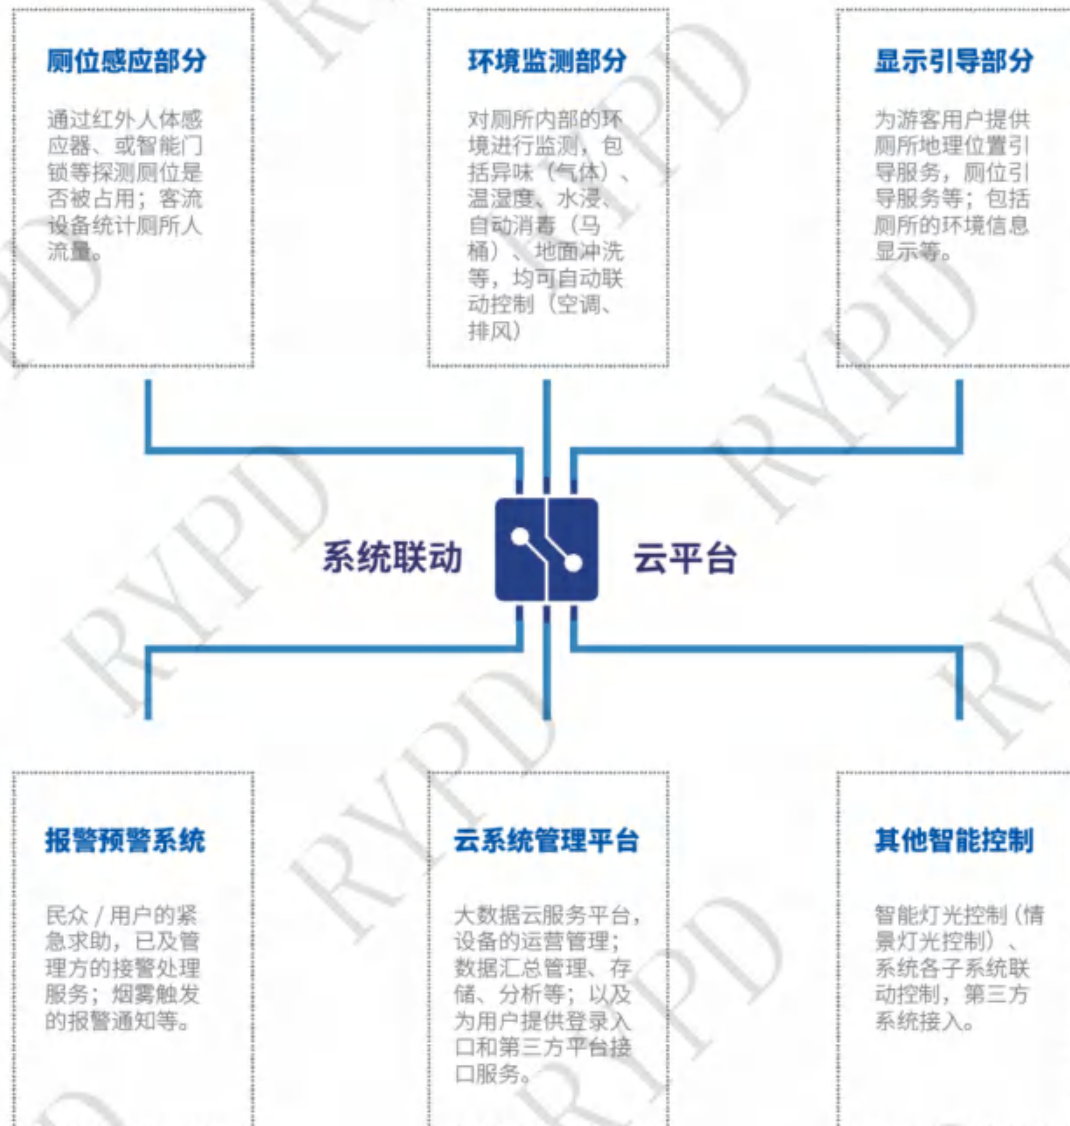 厕位感应部分
通过红外人体感
应器、或智能门
锁等探测厕位是
否被占用；客流
设备统计厕所人
流量。
环境监测部分
对厕所内部的环
境进行监测，包
括异味（气体）、
温湿度、水浸、
自动消毒（马
桶）、地面冲洗
等，均可自动联
动控制（空调、
排风）
显示引导部分
为游客用户提供
厕所地理位置引
导服务，厕位引
导服务等；包括
厕所的环境信息
显示等。
系统联动
云平台
报警预警系统
民众 / 用户的紧
急求助，已及管
理方的接警处理
服务；烟雾触发
的报警通知等。
云系统管理平台
大数据云服务平台，
设备的运营管理；
数据汇总管理、存
储、分析等；以及
为用户提供登录入
口和第三方平台接
口服务。
其他智能控制
智能灯光控制（情
景灯光控制）、
系统各子系统联
动控制，第三方
系统接入。
RYPD
RYPD
RYPD
RYPD
RYPD